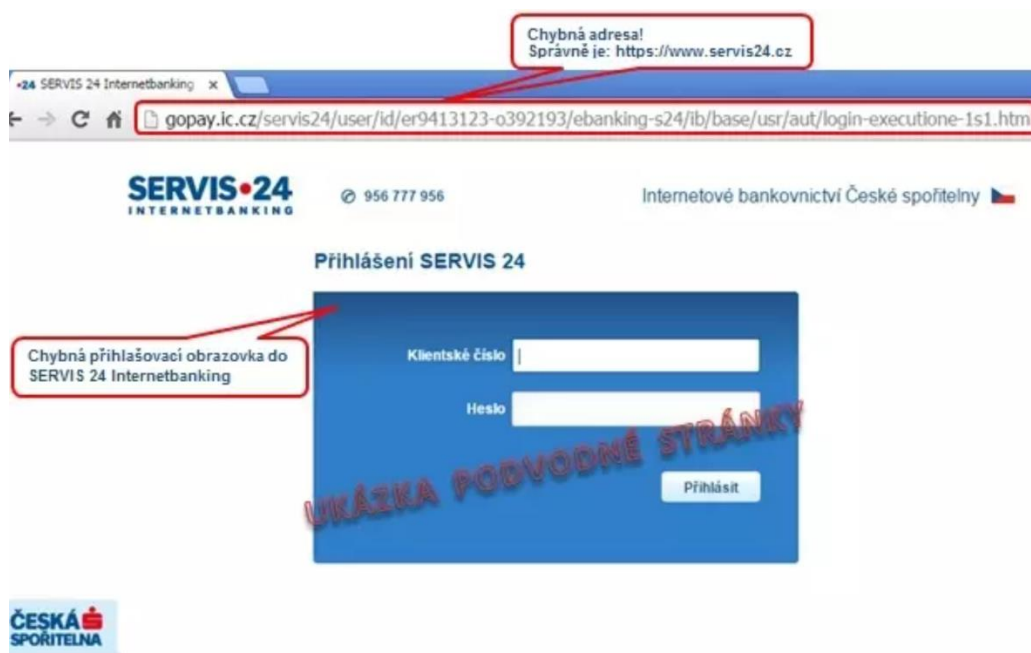 Chybná adresa!
Správně je: https://www.servis24.cz
24 SERVIS 24 Internetbanking x
gopay.ic.cz/servis24/user/id/er9413123-o392193/ebanking-s24/ib/base/usr/aut/login-executione-1s1.htm
SERVIS•24
INTERNETBANKING
956 777 956
Internetové bankovnictví České spořitelny
Přihlášení SERVIS 24
Chybná přihlašovací obrazovka do
SERVIS 24 Internetbanking
Klientské číslo
Heslo
UKÁZKA PODVODNÉ STRÁNKY
Přihlásit
ČESKÁ
SPOŘITELNA